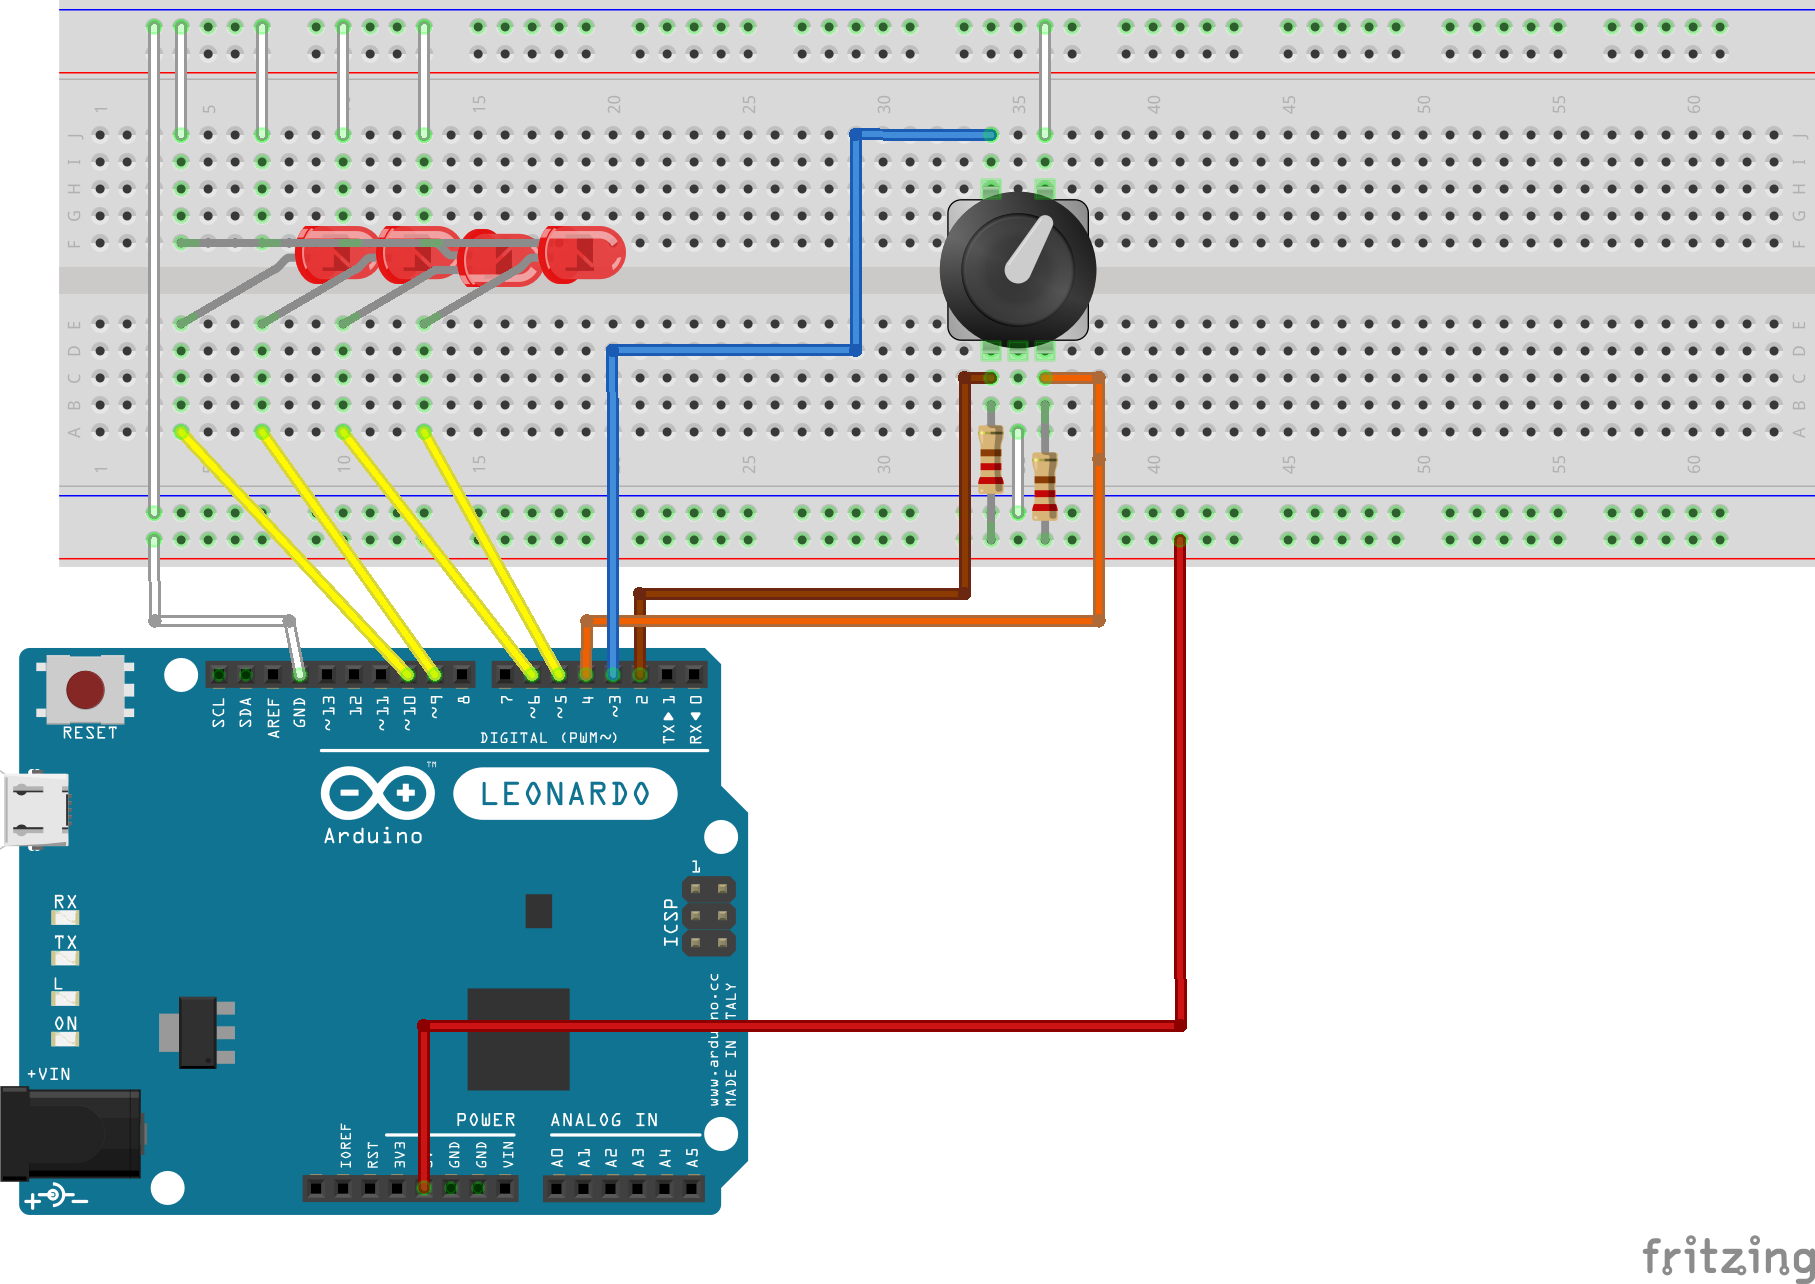 1 5 10 15 20 25 30 35 40 45 50 55 60
J J
I I
H H
G G
F F
E E
D D
C C
B B
A A
1 5 10 15 25 30 40 45 50 55 60
RESET
SCL SDA AREF GND ~13 12 ~11 ~10 ~9 8 7 ~6 ~5 4 ~3 2 TX▶1 RX◀0
DIGITAL (PWM~)
TM
LEONARDO
Arduino
1
ICSP
RX
TX
L
ON
+VIN
www.arduino.cc
MADE IN ITALY
POWER ANALOG IN
IOREF RST 3V3 GND GND VIN A0 A1 A2 A3 A4 A5
fritzing